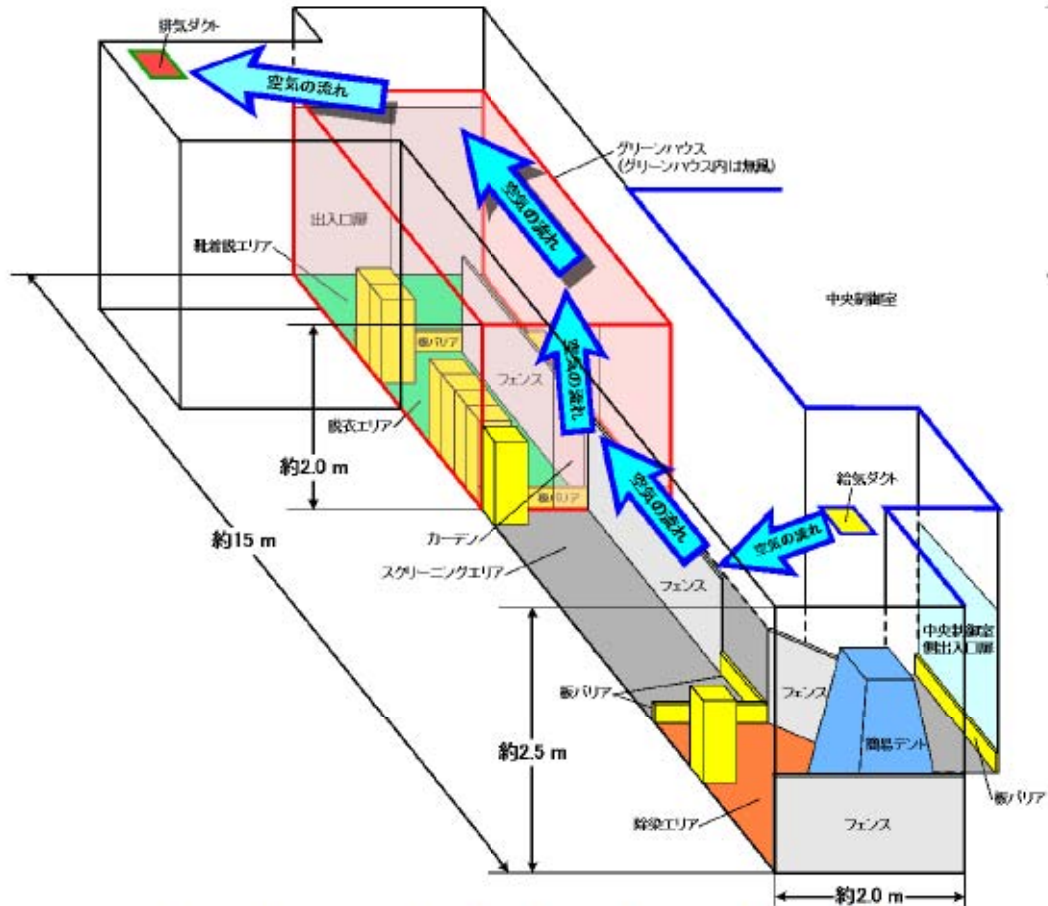 排気ダクト
空気の流れ
グリーンハウス
(グリーンハウス内は無風)
空気の流れ
出入口扉
靴着脱エリア
中央制御室
板バリア
フェンス
空気の流れ
脱衣エリア
約2.0 m
板バリア
空気の流れ
給気ダクト
空気の流れ
約15 m
カーテン
スクリーニングエリア
フェンス
中央制御室
側出入口扉
板バリア
フェンス
約2.5 m
簡易テント
板バリア
除染エリア
フェンス
約2.0 m